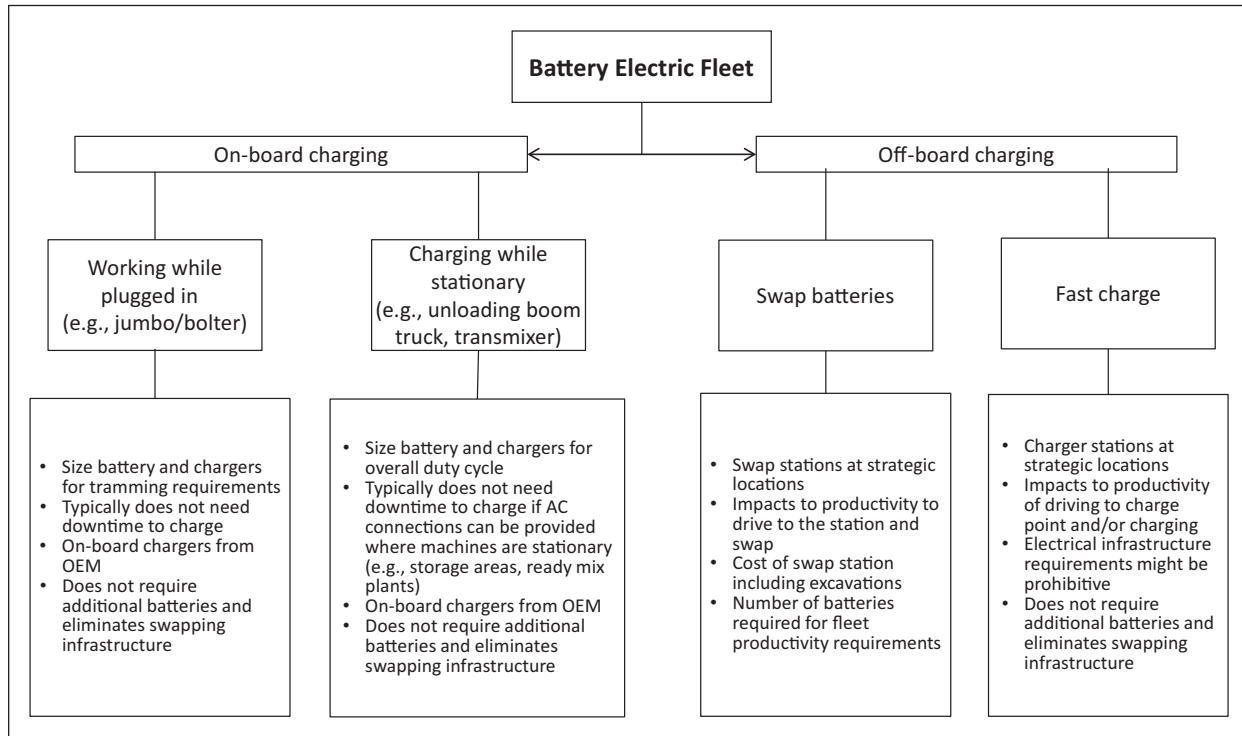 Battery Electric Fleet
On-board charging
Off-board charging
Working while
plugged in
(e.g., jumbo/bolter)
Charging while
stationary
(e.g., unloading boom
truck, transmixer)
Swap batteries
Fast charge
• Size battery and chargers
for tramming requirements
• Typically does not need
downtime to charge
• On-board chargers from
OEM
• Does not require
additional batteries and
eliminates swapping
infrastructure
• Size battery and chargers for
overall duty cycle
• Typically does not need
downtime to charge if AC
connections can be provided
where machines are stationary
(e.g., storage areas, ready mix
plants)
• On-board chargers from OEM
• Does not require additional
batteries and eliminates
swapping infrastructure
• Swap stations at strategic
locations
• Impacts to productivity to
drive to the station and
swap
• Cost of swap station
including excavations
• Number of batteries
required for fleet
productivity requirements
• Charger stations at
strategic locations
• Impacts to productivity
of driving to charge
point and/or charging
• Electrical infrastructure
requirements might be
prohibitive
• Does not require
additional batteries and
eliminates swapping
infrastructure